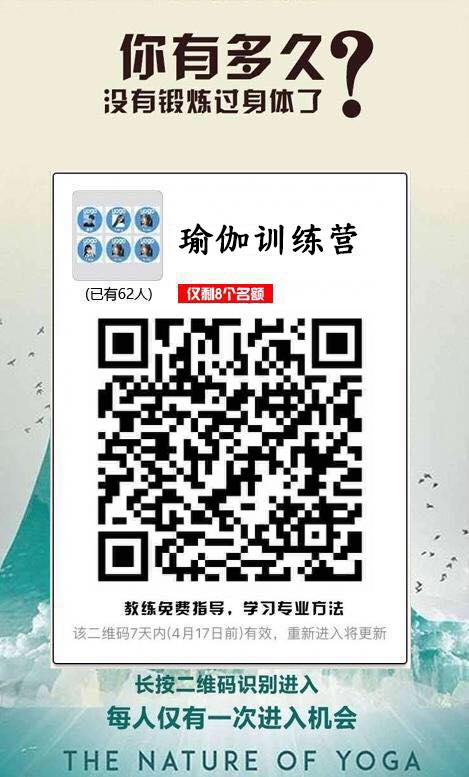 你有多久?
没有锻炼过身体了
瑜伽训练营
(已有62人)
仅剩8个名额
教练免费指导，学习专业方法
该二维码7天内(4月17日前)有效，重新进入将更新
长按二维码识别进入
每人仅有一次进入机会
THE NATURE OF YOGA